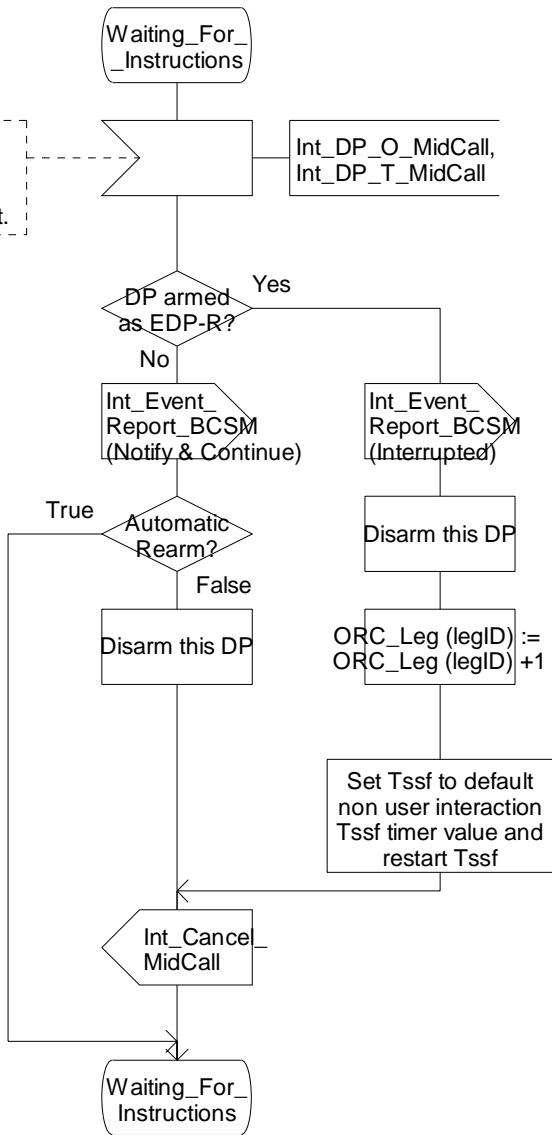 Waiting_For_
_Instructions
t.
Int_DP_O_MidCall,
Int_DP_T_MidCall
DP armed
as EDP-R?
Yes
No
Int_Event_
Report_BCSM
(Notify & Continue)
Int_Event_
Report_BCSM
(Interrupted)
True
Automatic
Rearm?
False
Disarm this DP
Disarm this DP
ORC_Leg (legID) :=
ORC_Leg (legID) +1
Set Tssf to default
non user interaction
Tssf timer value and
restart Tssf
Int_Cancel_
MidCall
Waiting_For_
Instructions